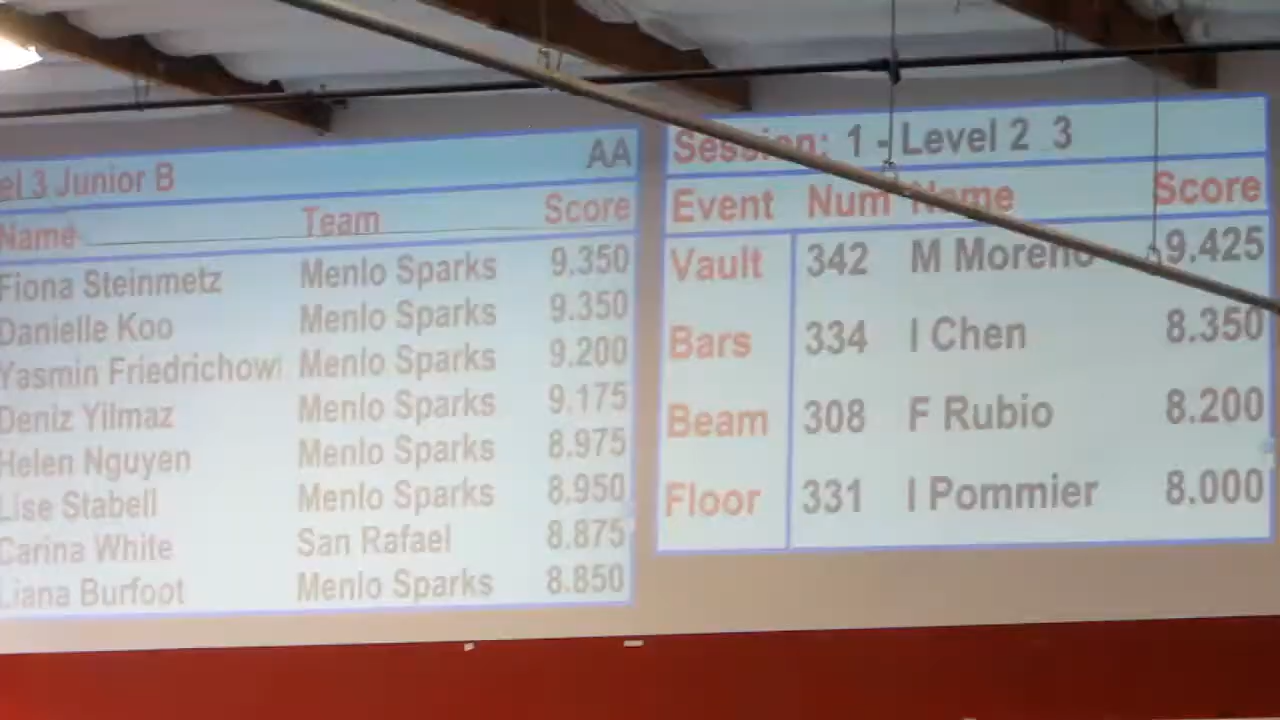 el 3 Junior B AA
Name Team Score
Fiona Steinmetz Menlo Sparks 9.350
Danielle Koo Menlo Sparks 9.350
Yasmin Friedrichowi Menlo Sparks 9.200
Deniz Yilmaz Menlo Sparks 9.175
Helen Nguyen Menlo Sparks 8.975
Lise Stabell Menlo Sparks 8.950
Carina White San Rafael 8.875
Liana Burfoot Menlo Sparks 8.850
Session: 1 - Level 2 3
Event Num Name Score
Vault 342 M Moreno 9.425
Bars 334 I Chen 8.350
Beam 308 F Rubio 8.200
Floor 331 I Pommier 8.000